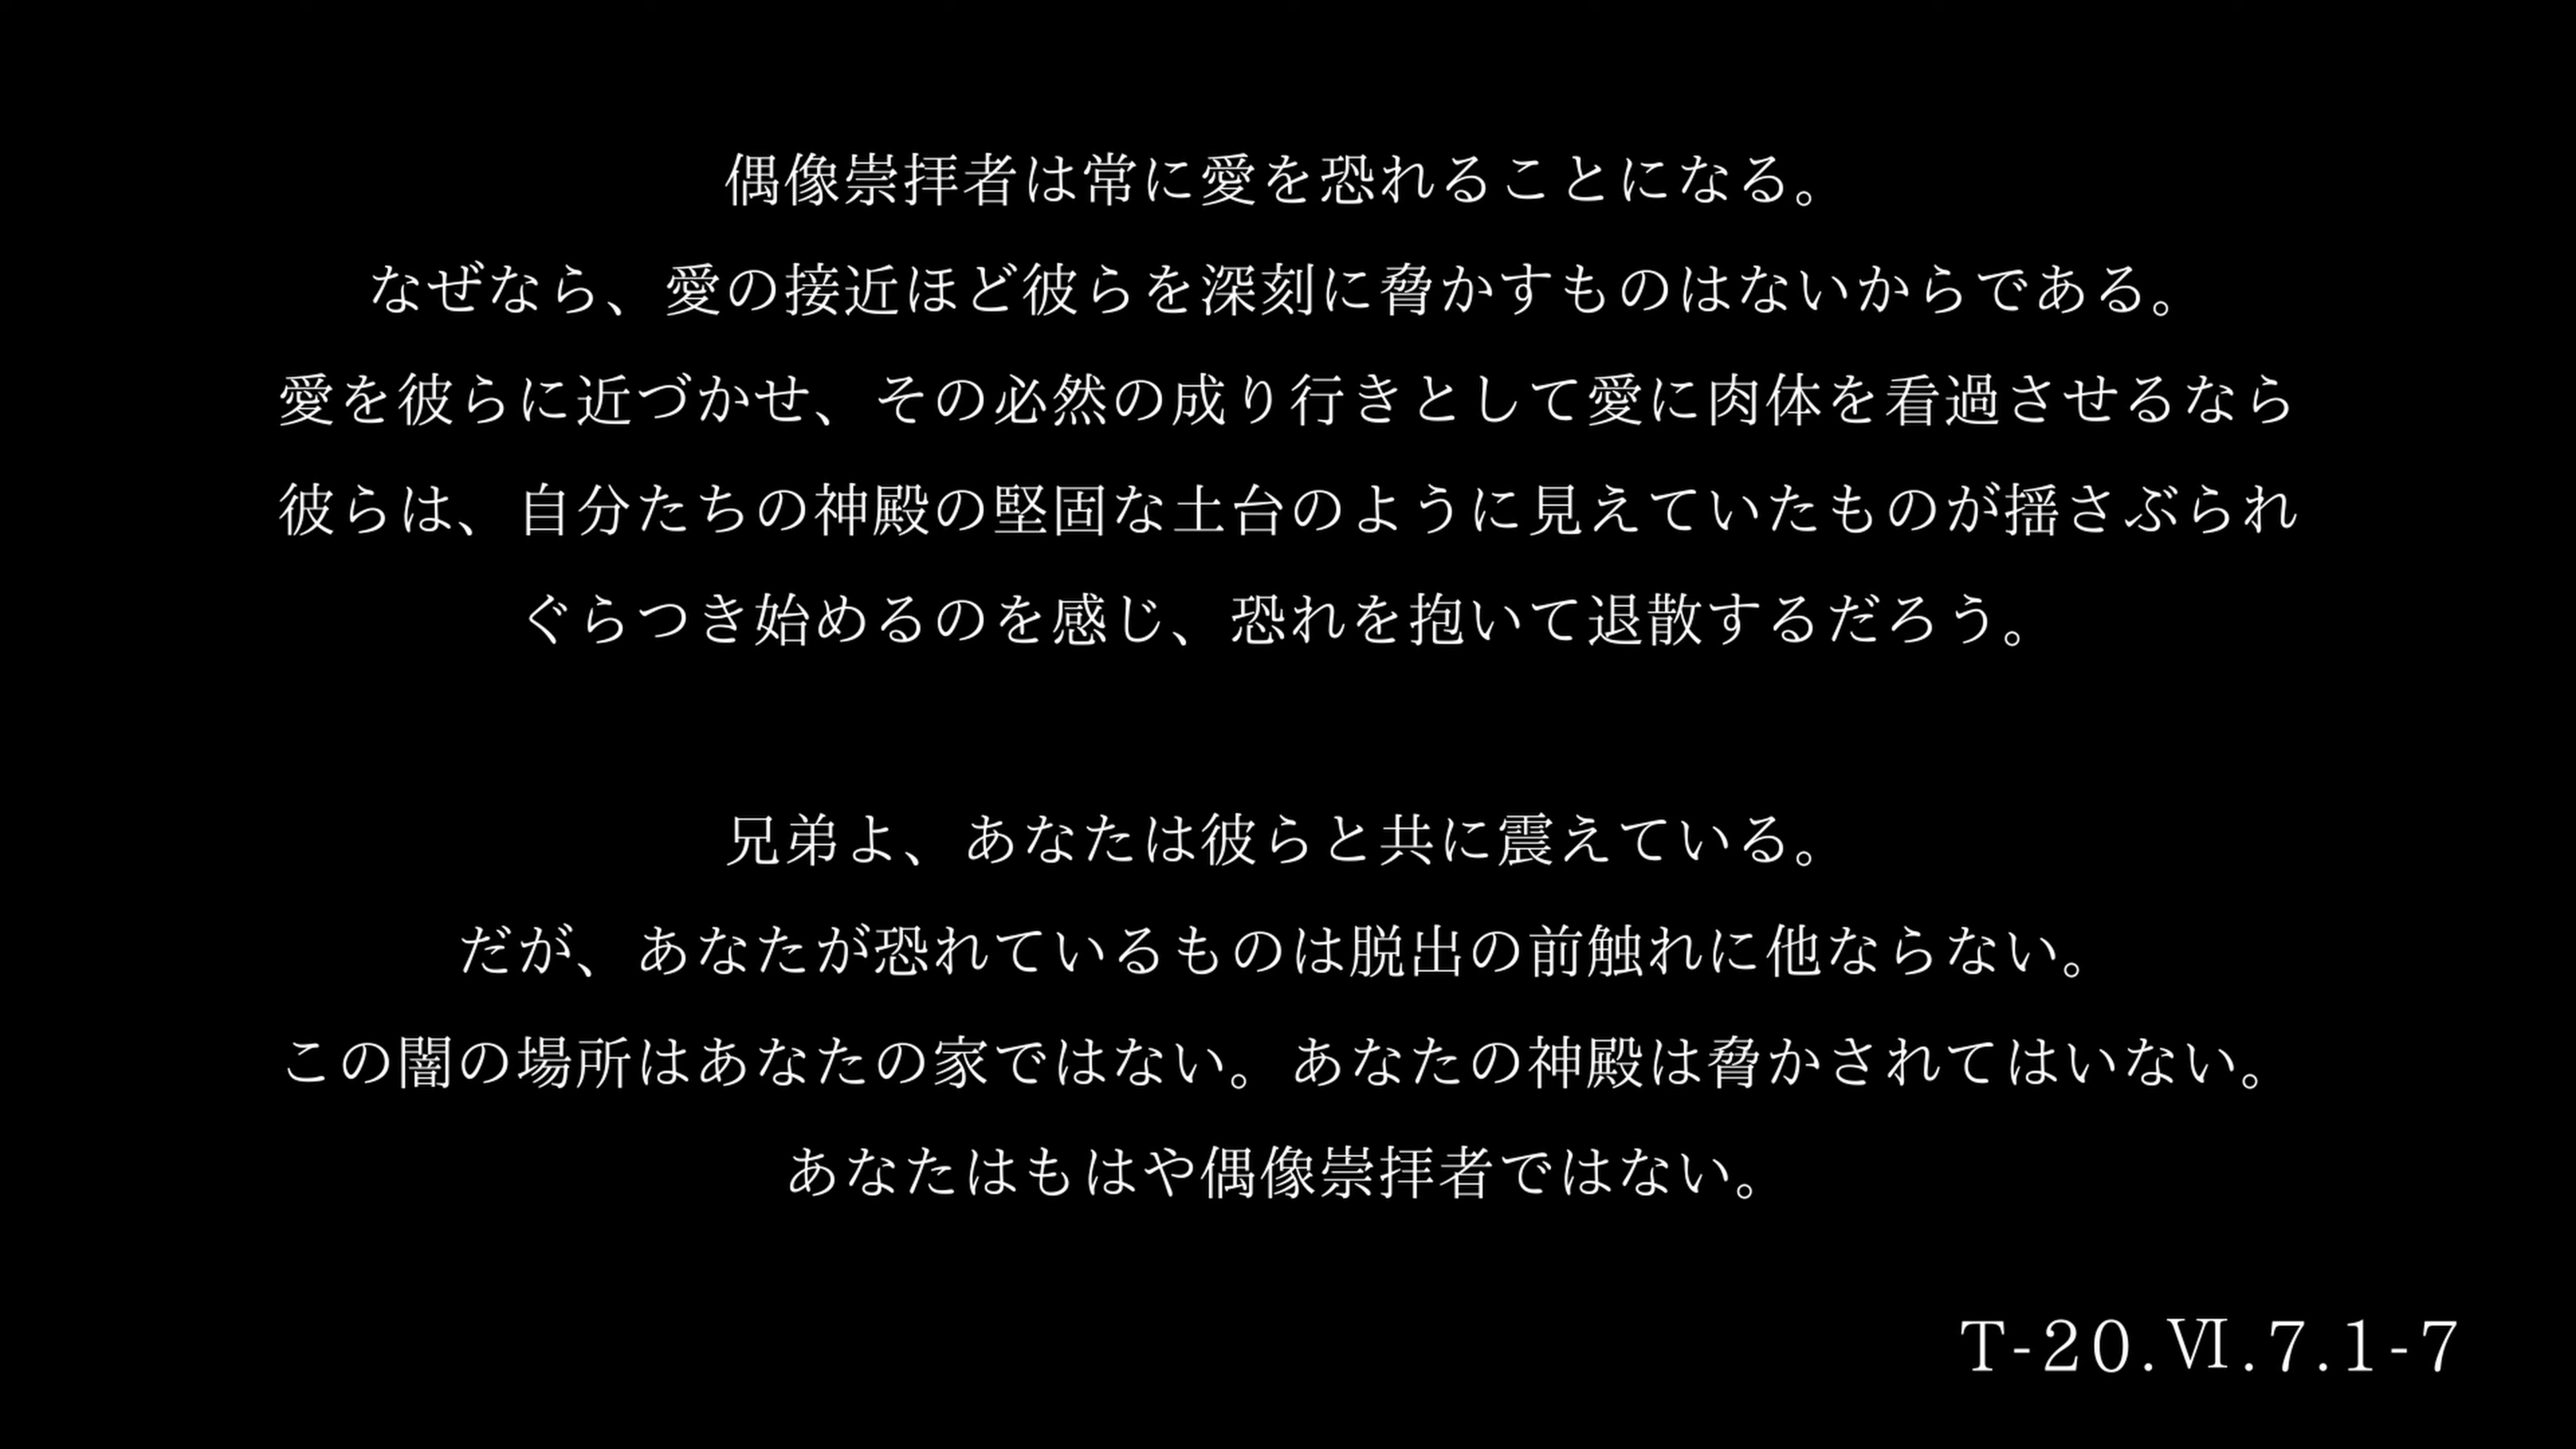 偶像崇拝者は常に愛を恐れることになる。
なぜなら、愛の接近ほど彼らを深刻に脅かすものはないからである。
愛を彼らに近づかせ、その必然の成り行きとして愛に肉体を看過させるなら
彼らは、自分たちの神殿の堅固な土台のように見えていたものが揺さぶられ
ぐらつき始めるのを感じ、恐れを抱いて退散するだろう。
兄弟よ、あなたは彼らと共に震えている。
だが、あなたが恐れているものは脱出の前触れに他ならない。
この闇の場所はあなたの家ではない。あなたの神殿は脅かされてはいない。
あなたはもはや偶像崇拝者ではない。
T-20.Ⅵ.7.1-7